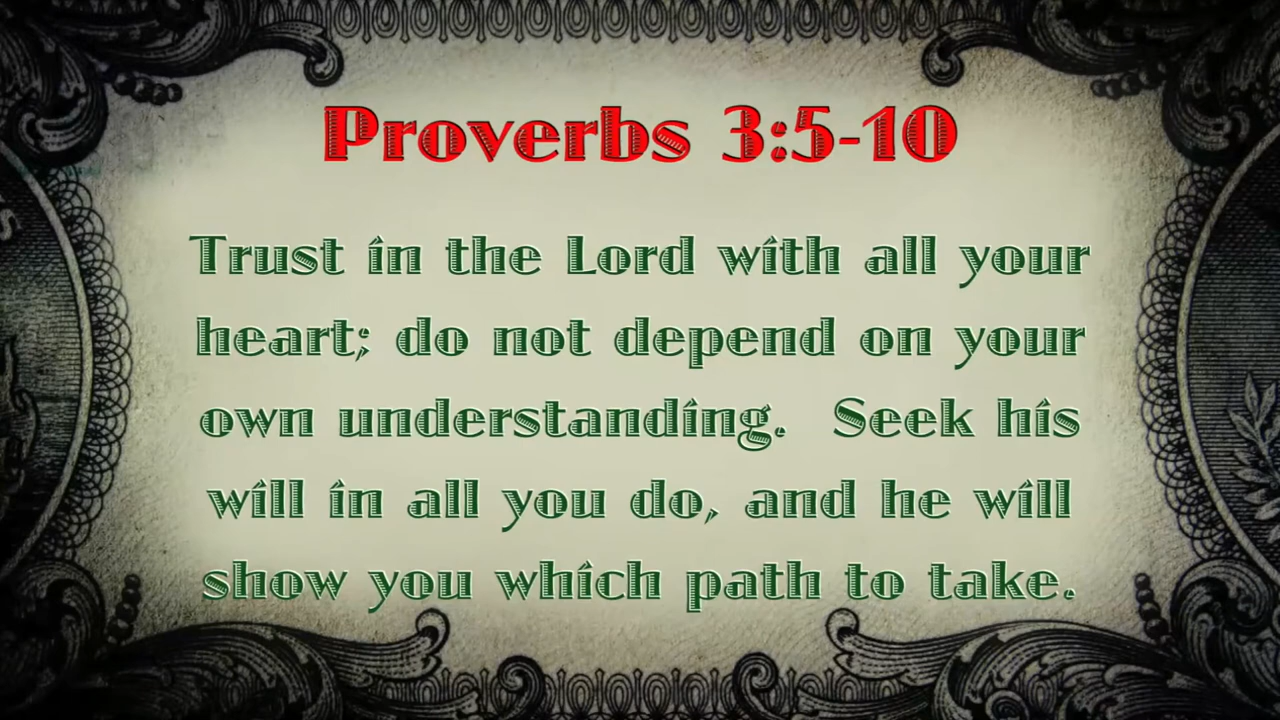 Proverbs 3:5-10
Trust in the Lord with all your
heart; do not depend on your
own understanding.  Seek his
will in all you do, and he will
show you which path to take.